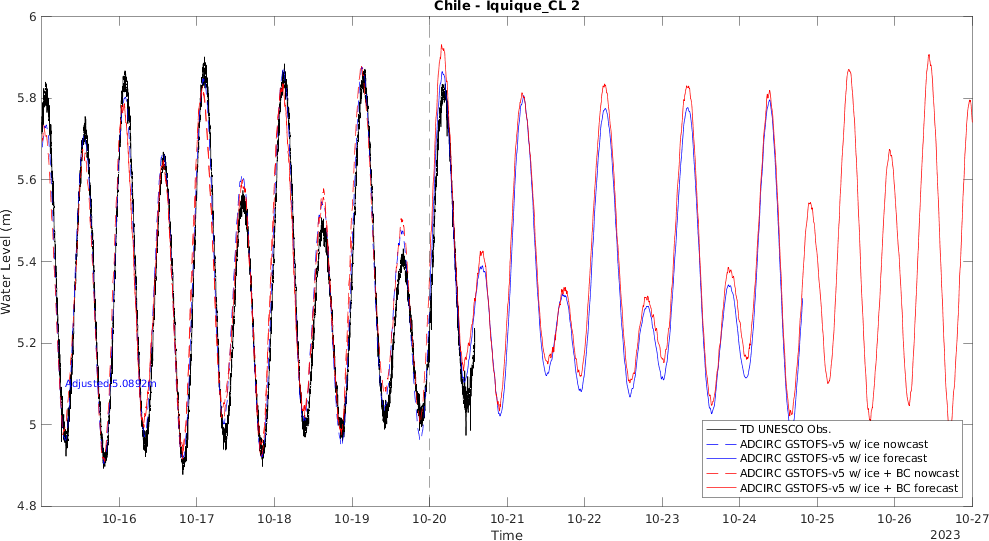 Chile - Iquique_CL 2
Water Level (m)
6
5.8
5.6
5.4
5.2
5
4.8
Adjusted 5.0892m
TD UNESCO Obs.
ADCIRC GSTOFS-v5 w/ ice nowcast
ADCIRC GSTOFS-v5 w/ ice forecast
ADCIRC GSTOFS-v5 w/ ice + BC nowcast
ADCIRC GSTOFS-v5 w/ ice + BC forecast
10-16 10-17 10-18 10-19 10-20 10-21 10-22 10-23 10-24 10-25 10-26 10-27
Time
2023